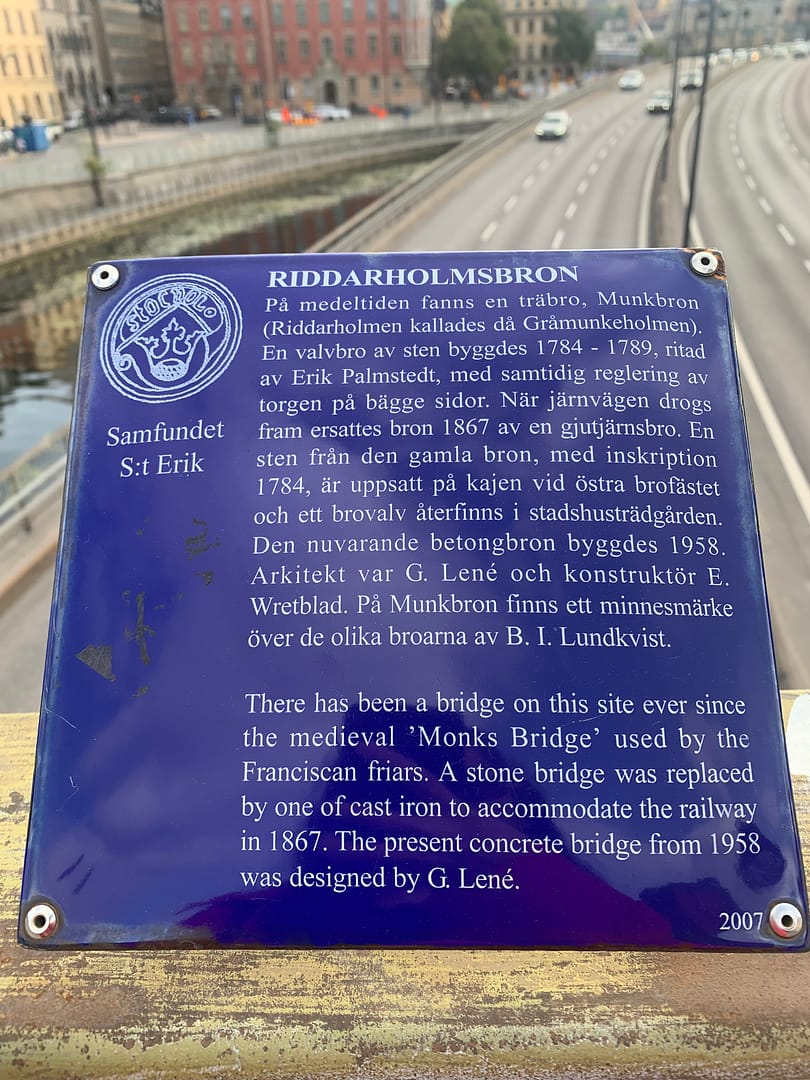 RIDDARHOLMSBRON
På medeltiden fanns en träbro, Munkbron
(Riddarholmen kallades då Gråmunkeholmen).
En valvbro av sten byggdes 1784 - 1789, ritad
av Erik Palmstedt, med samtidig reglering av
torgen på bägge sidor. När järnvägen drogs
fram ersattes bron 1867 av en gjutjärnsbro. En
sten från den gamla bron, med inskription
1784, är uppsatt på kajen vid östra brofästet
och ett brovalv återfinns i stadshusträdgården.
Den nuvarande betongbron byggdes 1958.
Arkitekt var G. Lené och konstruktör E.
Wretblad. På Munkbron finns ett minnesmärke
över de olika broarna av B. I. Lundkvist.
STOCHOLM
Samfundet
S:t Erik
There has been a bridge on this site ever since
the medieval ’Monks Bridge’ used by the
Franciscan friars. A stone bridge was replaced
by one of cast iron to accommodate the railway
in 1867. The present concrete bridge from 1958
was designed by G. Lené.
2007